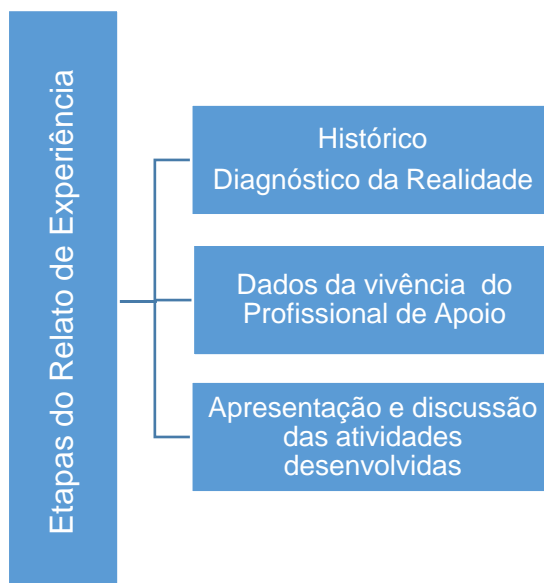 Etapas do Relato de Experiência
Histórico
Diagnóstico da Realidade
Dados da vivência do
Profissional de Apoio
Apresentação e discussão
das atividades
desenvolvidas